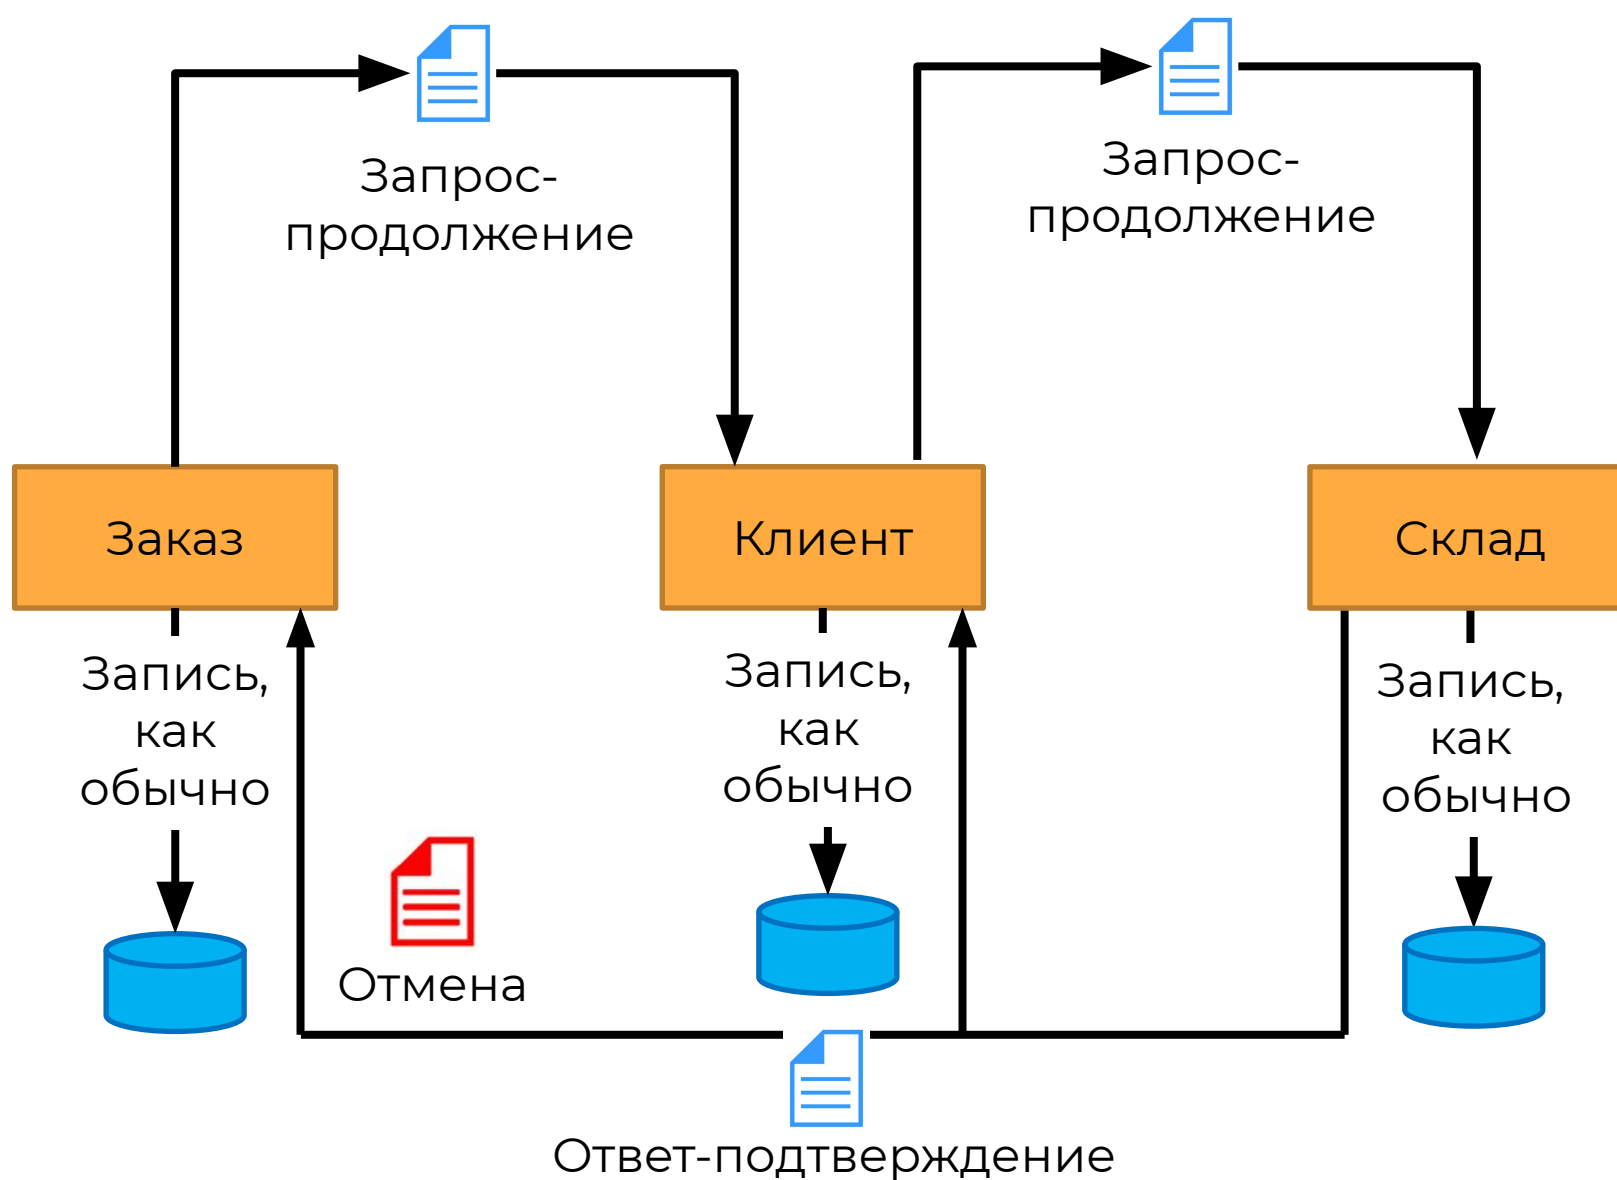 Запрос-
продолжение
Запрос-
продолжение
Заказ
Клиент
Склад
Запись,
как
обычно
Запись,
как
обычно
Запись,
как
обычно
Отмена
Ответ-подтверждение